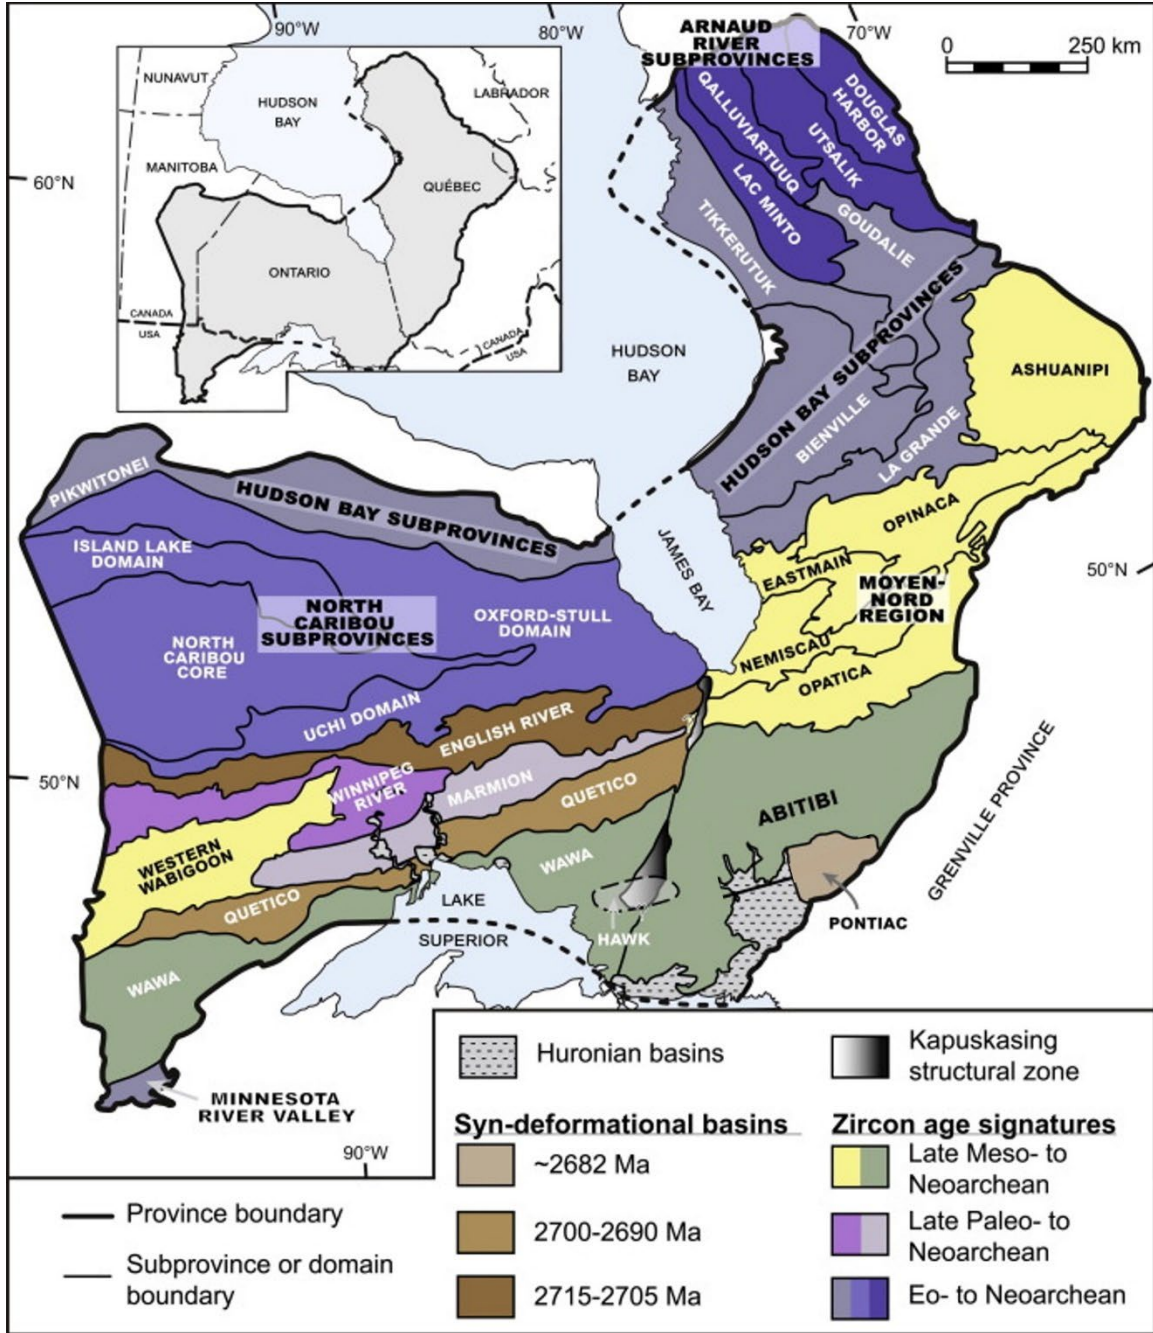 90°W
80°W
70°W
ARNAUD
RIVER
SUBPROVINCES
0
250 km
NUNAVUT
HUDSON
BAY
LABRADOR
MANITOBA
QUÉBEC
ONTARIO
CANADA
USA
CANADA
USA
60°N
DOUGLAS
HARBOR
QALLUVIARTUUQ
UTSALIK
LAC MINTO
TIKKERUTUK
GOUDALIE
HUDSON
BAY
HUDSON BAY SUBPROVINCES
ASHUANIPI
BIENVILLE
LA GRANDE
PIKWITONEI
HUDSON BAY SUBPROVINCES
OPINACA
JAMES BAY
EASTMAIN
50°N
MOYEN-
NORD
REGION
ISLAND LAKE
DOMAIN
NORTH
CARIBOU
SUBPROVINCES
OXFORD-STULL
DOMAIN
NORTH
CARIBOU
CORE
NEMISCAU
OPATICA
UCHI DOMAIN
ENGLISH RIVER
50°N
WINNIPEG
RIVER
MARMION
QUETICO
ABITIBI
GRENVILLE PROVINCE
WESTERN
WABIGOON
WAWA
QUETICO
LAKE
SUPERIOR
HAWK
PONTIAC
WAWA
MINNESOTA
RIVER VALLEY
90°W
Huronian basins
Kapuskasing
structural zone
Syn-deformational basins
~2682 Ma
2700-2690 Ma
2715-2705 Ma
Zircon age signatures
Late Meso- to
Neoarchean
Late Paleo- to
Neoarchean
Eo- to Neoarchean
Province boundary
Subprovince or domain
boundary